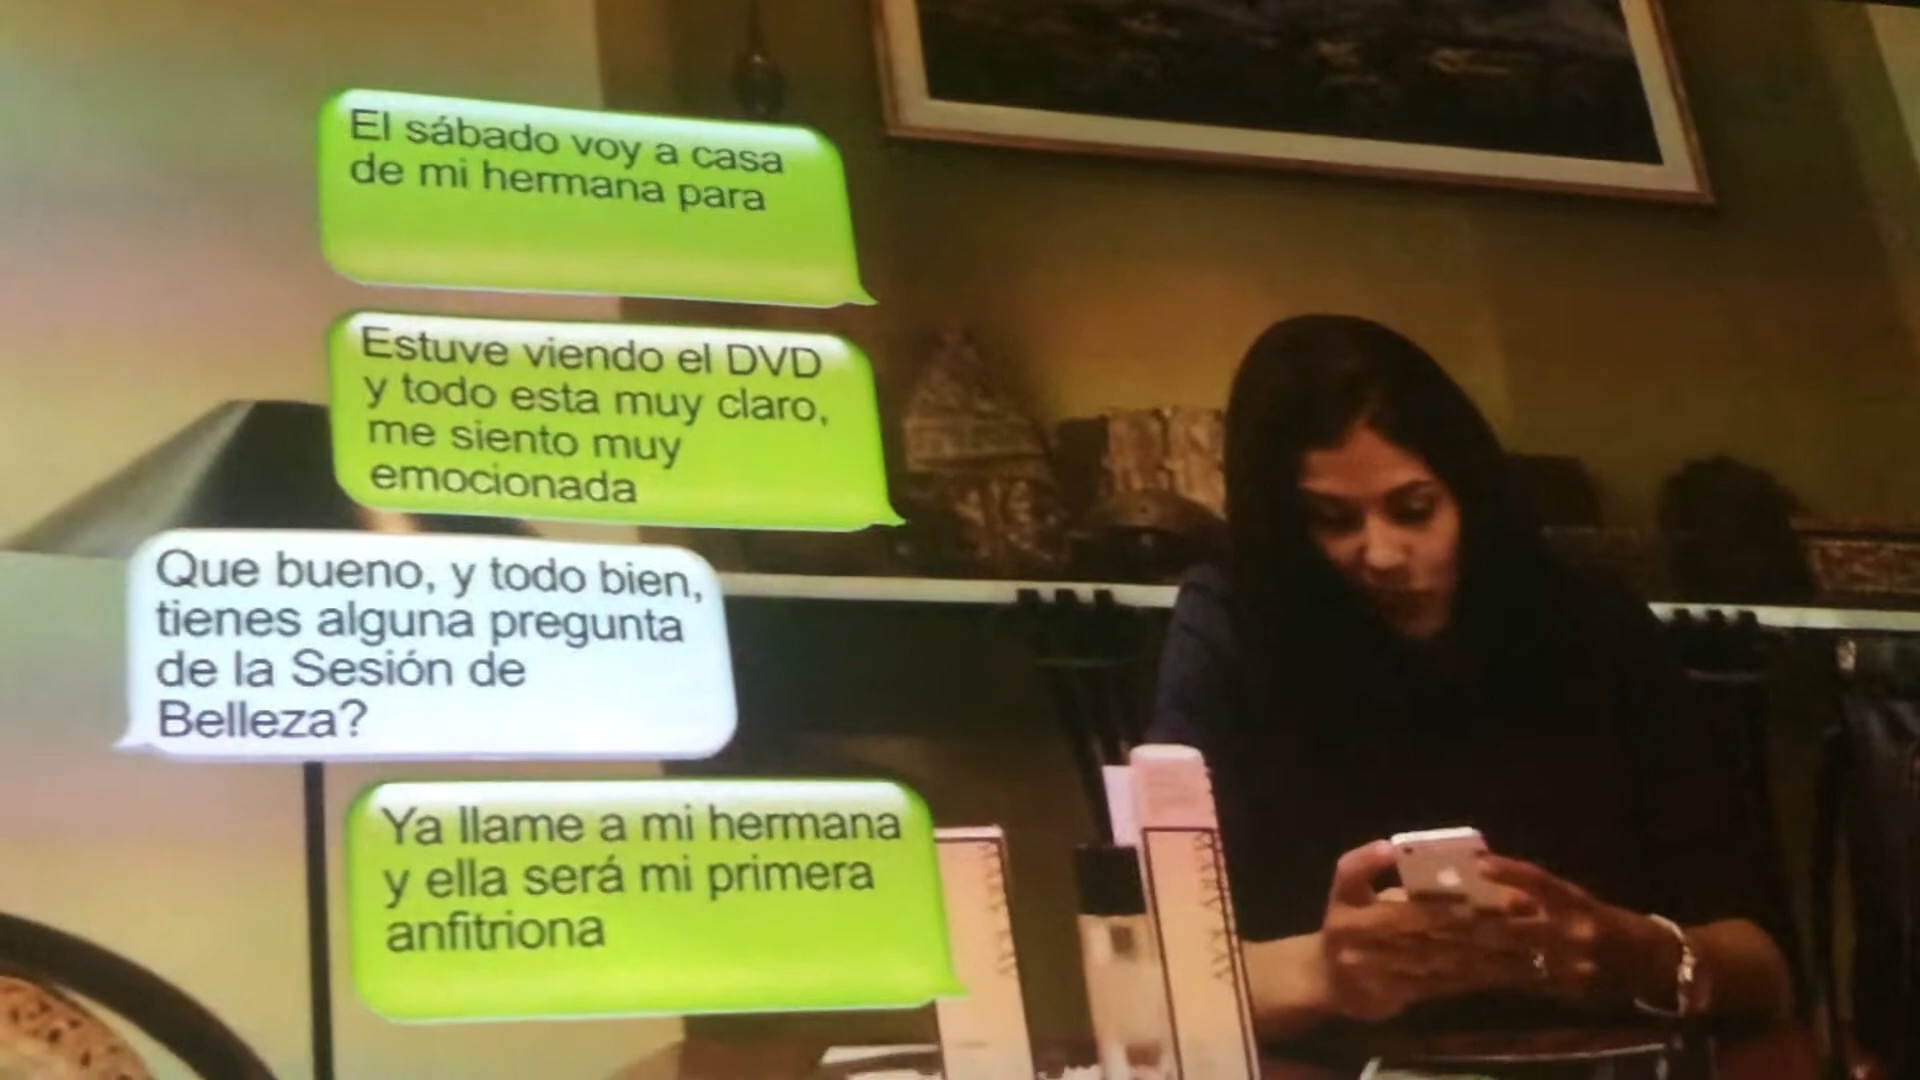 El sábado voy a casa
de mi hermana para
Estuve viendo el DVD
y todo esta muy claro,
me siento muy
emocionada
Que bueno, y todo bien,
tienes alguna pregunta
de la Sesión de
Belleza?
Ya llame a mi hermana
y ella será mi primera
anfitriona
MARY KAY